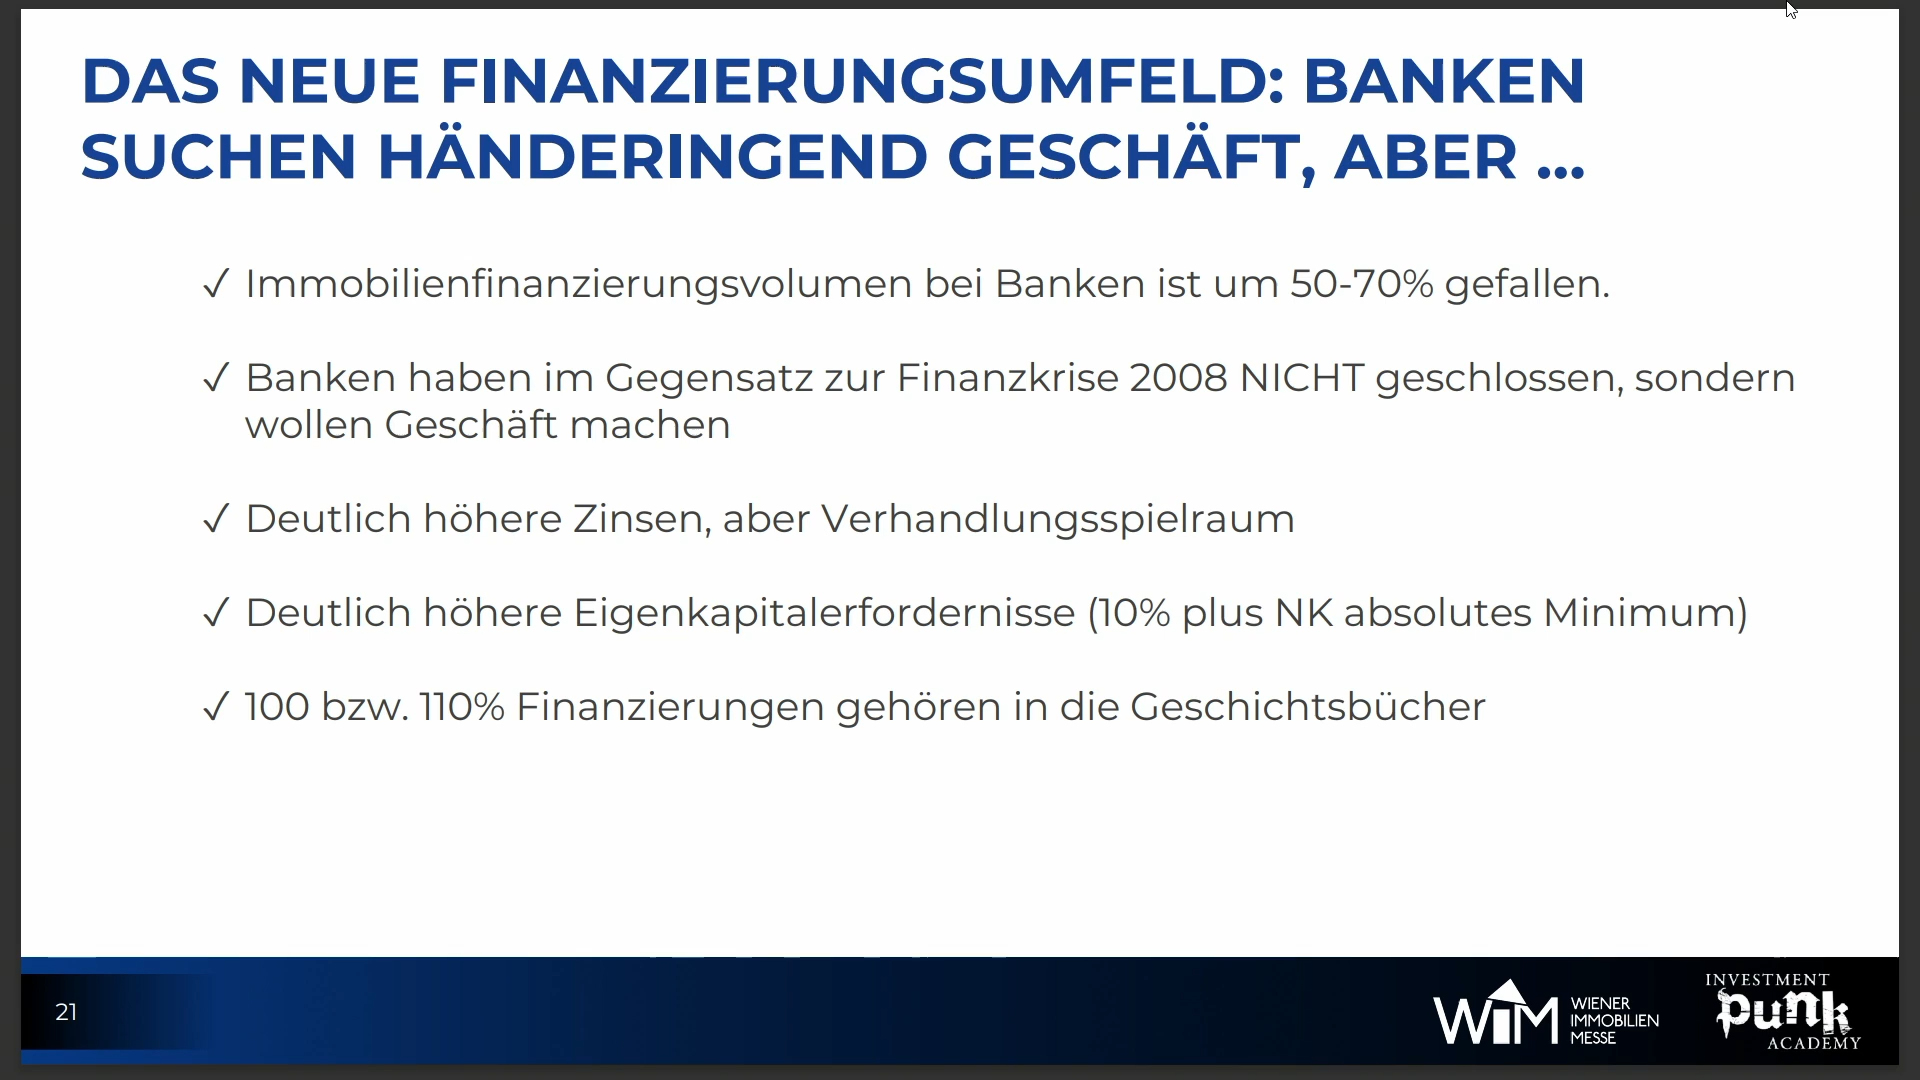 DAS NEUE FINANZIERUNGSUMFELD: BANKEN
SUCHEN HÄNDERINGEND GESCHÄFT, ABER ...
✓ Immobilienfinanzierungsvolumen bei Banken ist um 50-70% gefallen.
✓ Banken haben im Gegensatz zur Finanzkrise 2008 NICHT geschlossen, sondern
wollen Geschäft machen
✓ Deutlich höhere Zinsen, aber Verhandlungsspielraum
✓ Deutlich höhere Eigenkapitalerfordernisse (10% plus NK absolutes Minimum)
✓ 100 bzw. 110% Finanzierungen gehören in die Geschichtsbücher
21
WIM
WIENER
IMMOBILIEN
MESSE
INVESTMENT
punk
ACADEMY